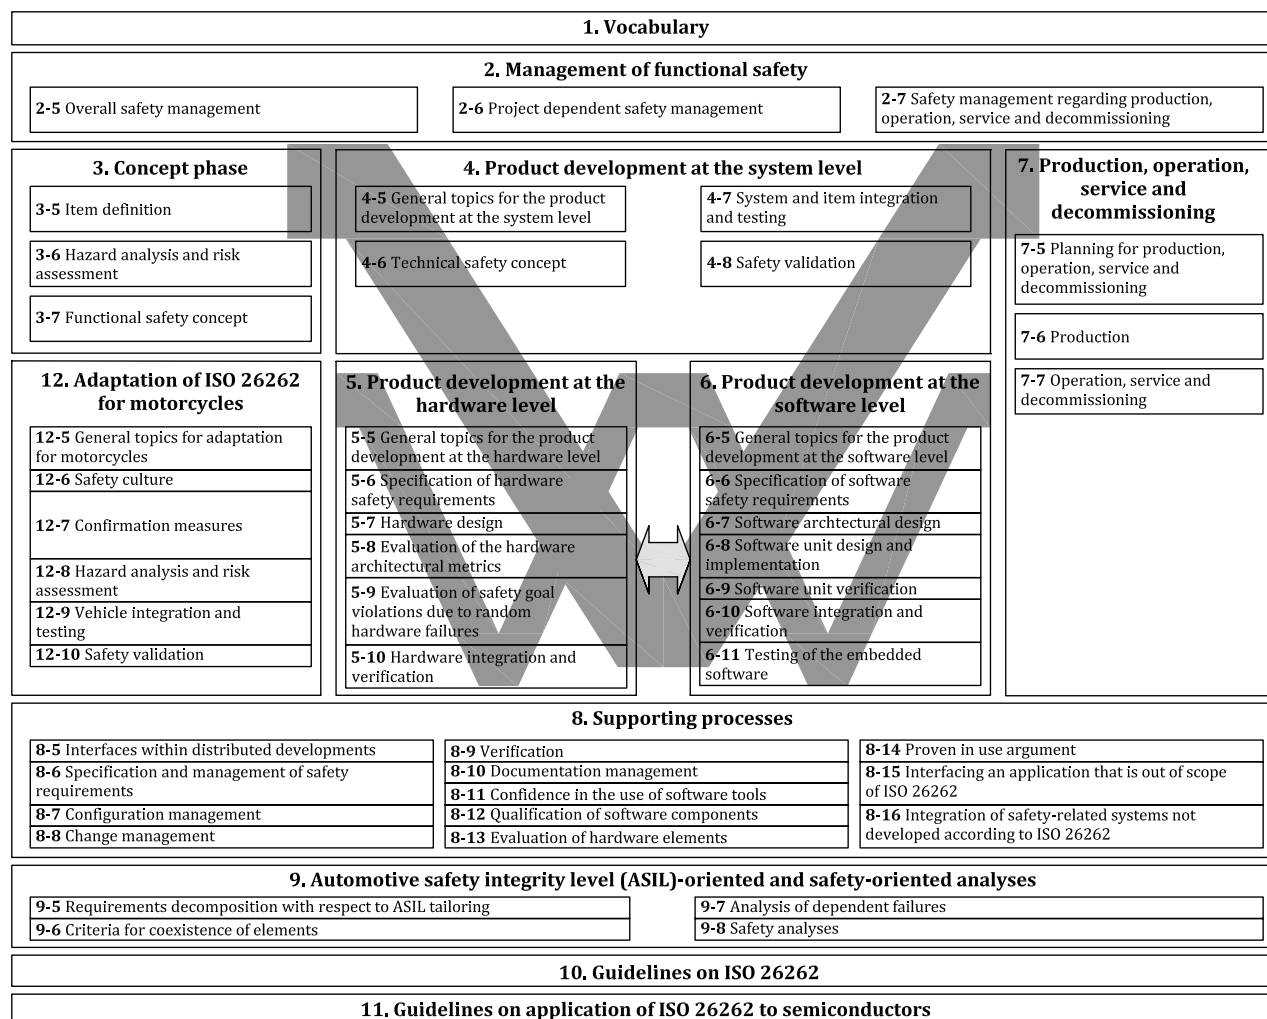 1. Vocabulary
2. Management of functional safety
2-5 Overall safety management
2-6 Project dependent safety management
2-7 Safety management regarding production,
operation, service and decommissioning
3. Concept phase
3-5 Item definition
3-6 Hazard analysis and risk
assessment
3-7 Functional safety concept
4. Product development at the system level
4-5 General topics for the product
development at the system level
4-6 Technical safety concept
4-7 System and item integration
and testing
4-8 Safety validation
7. Production, operation,
service and
decommissioning
7-5 Planning for production,
operation, service and
decommissioning
7-6 Production
7-7 Operation, service and
decommissioning
12. Adaptation of ISO 26262
for motorcycles
12-5 General topics for adaptation
for motorcycles
12-6 Safety culture
12-7 Confirmation measures
12-8 Hazard analysis and risk
assessment
12-9 Vehicle integration and
testing
12-10 Safety validation
5. Product development at the
hardware level
5-5 General topics for the product
development at the hardware level
5-6 Specification of hardware
safety requirements
5-7 Hardware design
5-8 Evaluation of the hardware
architectural metrics
5-9 Evaluation of safety goal
violations due to random
hardware failures
5-10 Hardware integration and
verification
6. Product development at the
software level
6-5 General topics for the product
development at the software level
6-6 Specification of software
safety requirements
6-7 Software archtectural design
6-8 Software unit design and
implementation
6-9 Software unit verification
6-10 Software integration and
verification
6-11 Testing of the embedded
software
8. Supporting processes
8-5 Interfaces within distributed developments
8-6 Specification and management of safety
requirements
8-7 Configuration management
8-8 Change management
8-9 Verification
8-10 Documentation management
8-11 Confidence in the use of software tools
8-12 Qualification of software components
8-13 Evaluation of hardware elements
8-14 Proven in use argument
8-15 Interfacing an application that is out of scope
of ISO 26262
8-16 Integration of safety-related systems not
developed according to ISO 26262
9. Automotive safety integrity level (ASIL)-oriented and safety-oriented analyses
9-5 Requirements decomposition with respect to ASIL tailoring
9-6 Criteria for coexistence of elements
9-7 Analysis of dependent failures
9-8 Safety analyses
10. Guidelines on ISO 26262
11. Guidelines on application of ISO 26262 to semiconductors